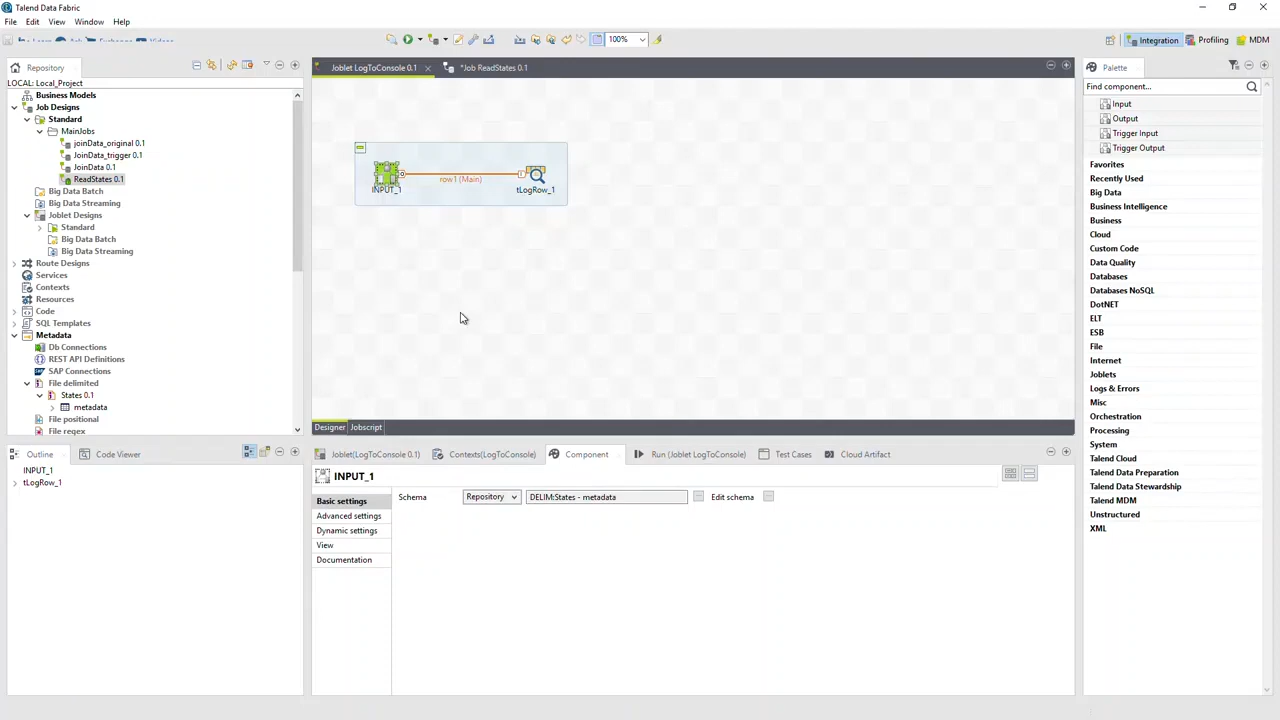 Talend Data Fabric
File Edit View Window Help
Learn Ask Exchange Videos
100%
Integration Profiling MDM
Repository
LOCAL: Local_Project
Business Models
Job Designs
Standard
MainJobs
joinData_original 0.1
JoinData_trigger 0.1
JoinData 0.1
ReadStates 0.1
Big Data Batch
Big Data Streaming
Joblet Designs
Standard
Big Data Batch
Big Data Streaming
Route Designs
Services
Contexts
Resources
Code
SQL Templates
Metadata
Db Connections
REST API Definitions
SAP Connections
File delimited
States 0.1
metadata
File positional
File regex
Outline Code Viewer
INPUT_1
tLogRow_1
Joblet LogToConsole 0.1 *Job ReadStates 0.1
INPUT_1 row1 (Main) tLogRow_1
Designer Jobscript
Joblet(LogToConsole 0.1) Contexts(LogToConsole) Component Run (Joblet LogToConsole) Test Cases Cloud Artifact
INPUT_1
Basic settings
Advanced settings
Dynamic settings
View
Documentation
Schema Repository DELIM:States - metadata Edit schema
Palette
Find component...
Input
Output
Trigger Input
Trigger Output
Favorites
Recently Used
Big Data
Business Intelligence
Business
Cloud
Custom Code
Data Quality
Databases
Databases NoSQL
DotNET
ELT
ESB
File
Internet
Joblets
Logs & Errors
Misc
Orchestration
Processing
System
Talend Cloud
Talend Data Preparation
Talend Data Stewardship
Talend MDM
Unstructured
XML